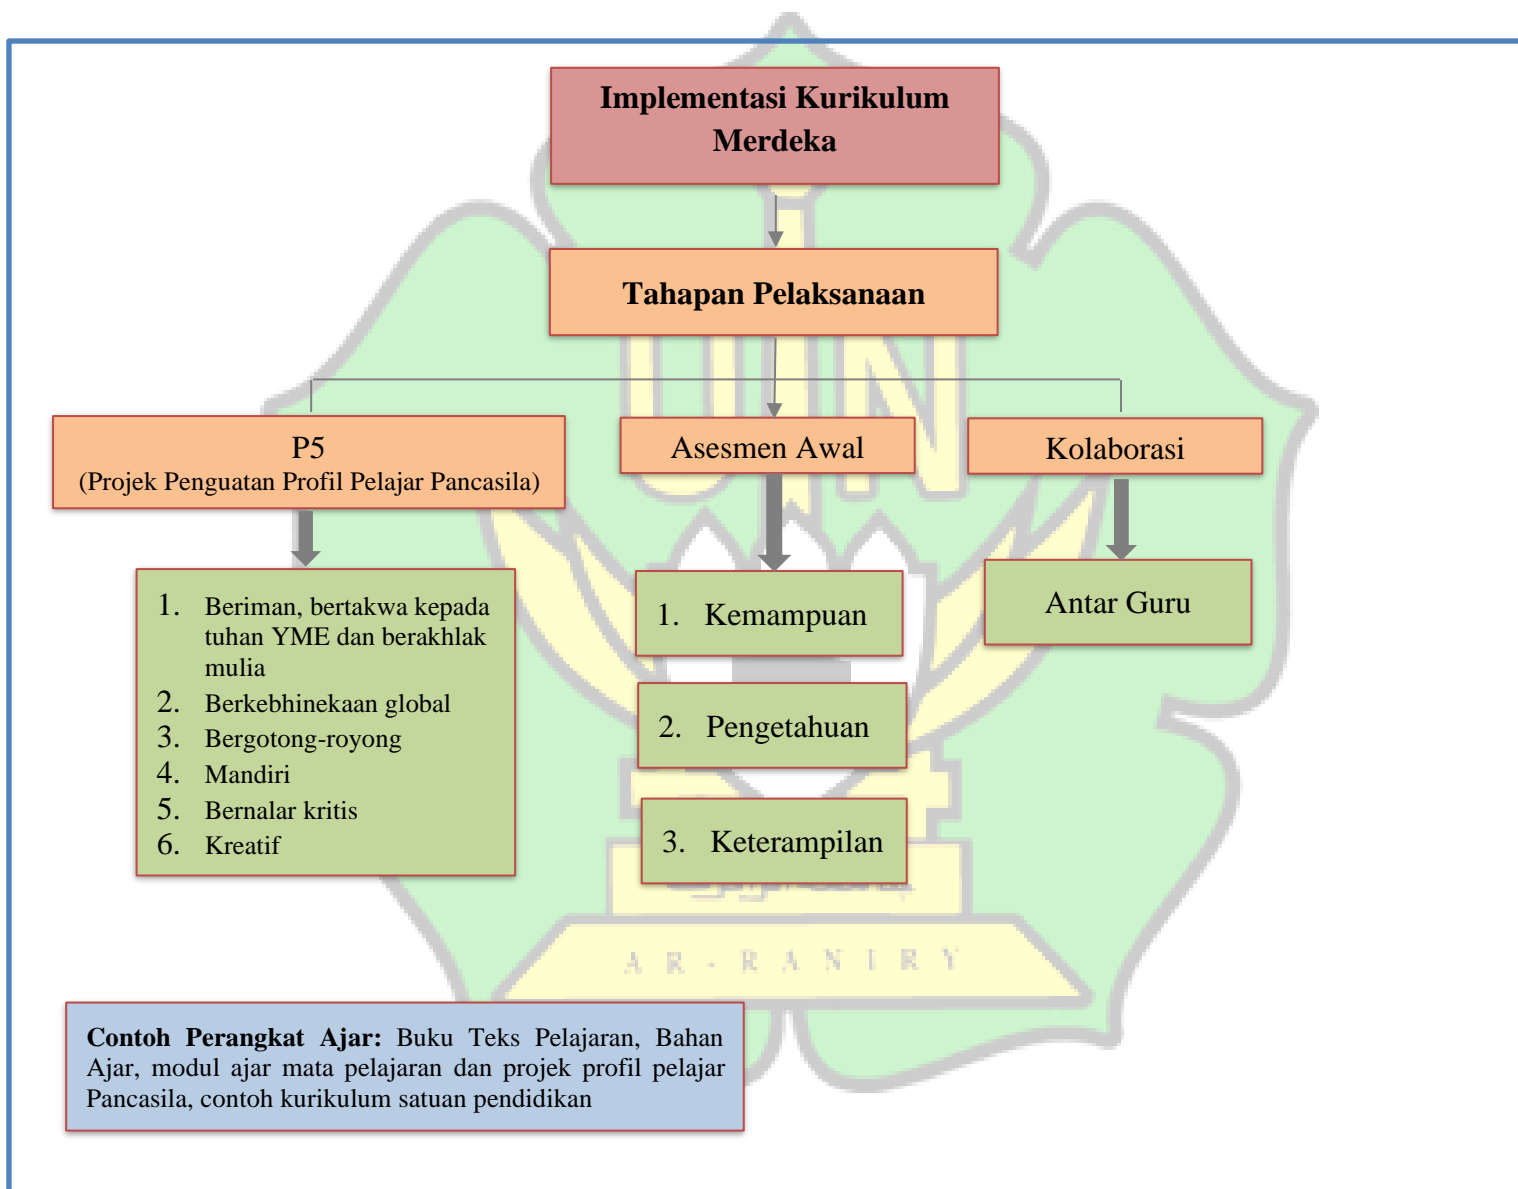 Implementasi Kurikulum
Merdeka
Tahapan Pelaksanaan
P5
(Projek Penguatan Profil Pelajar Pancasila)
Asesmen Awal
Kolaborasi
1. Beriman, bertakwa kepada
tuhan YME dan berakhlak
mulia
2. Berkebhinekaan global
3. Bergotong-royong
4. Mandiri
5. Bernalar kritis
6. Kreatif
1. Kemampuan
2. Pengetahuan
3. Keterampilan
Antar Guru
UIN
AR-RANIRY
Contoh Perangkat Ajar: Buku Teks Pelajaran, Bahan
Ajar, modul ajar mata pelajaran dan projek profil pelajar
Pancasila, contoh kurikulum satuan pendidikan